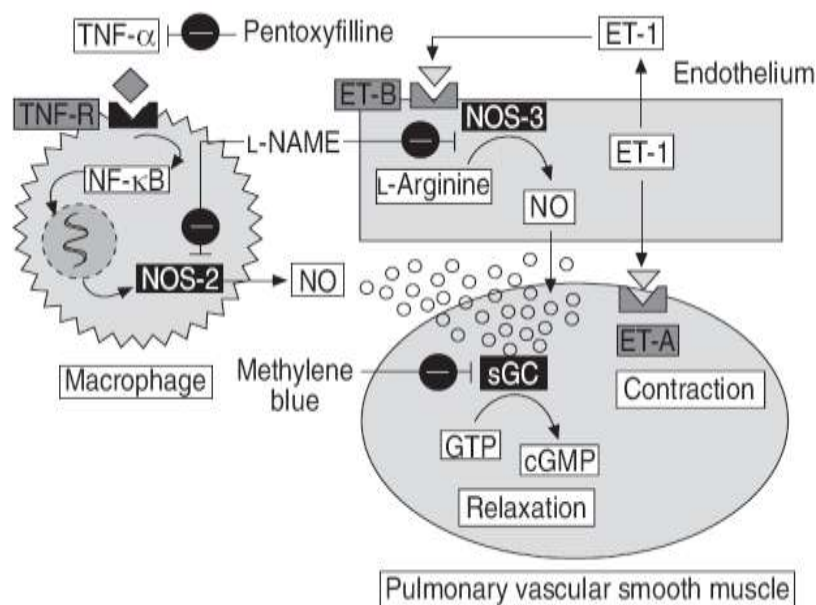 TNF-α
Pentoxyfilline
ET-1
Endothelium
TNF-R
ET-B
NOS-3
L-NAME
ET-1
NF-κB
L-Arginine
NO
NOS-2
NO
ET-A
Macrophage
Methylene
blue
sGC
Contraction
GTP
cGMP
Relaxation
Pulmonary vascular smooth muscle